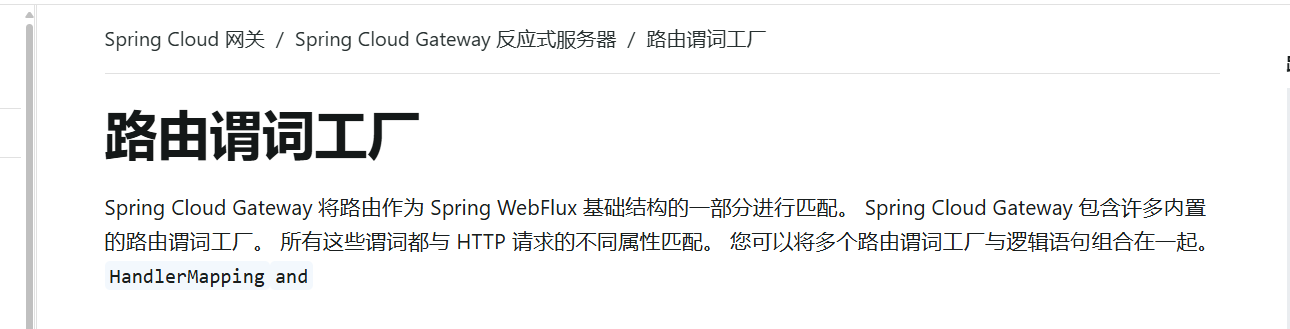 Spring Cloud 网关 / Spring Cloud Gateway 反应式服务器 / 路由谓词工厂
路由谓词工厂
Spring Cloud Gateway 将路由作为 Spring WebFlux 基础结构的一部分进行匹配。 Spring Cloud Gateway 包含许多内置
的路由谓词工厂。 所有这些谓词都与 HTTP 请求的不同属性匹配。 您可以将多个路由谓词工厂与逻辑语句组合在一起。
HandlerMapping and